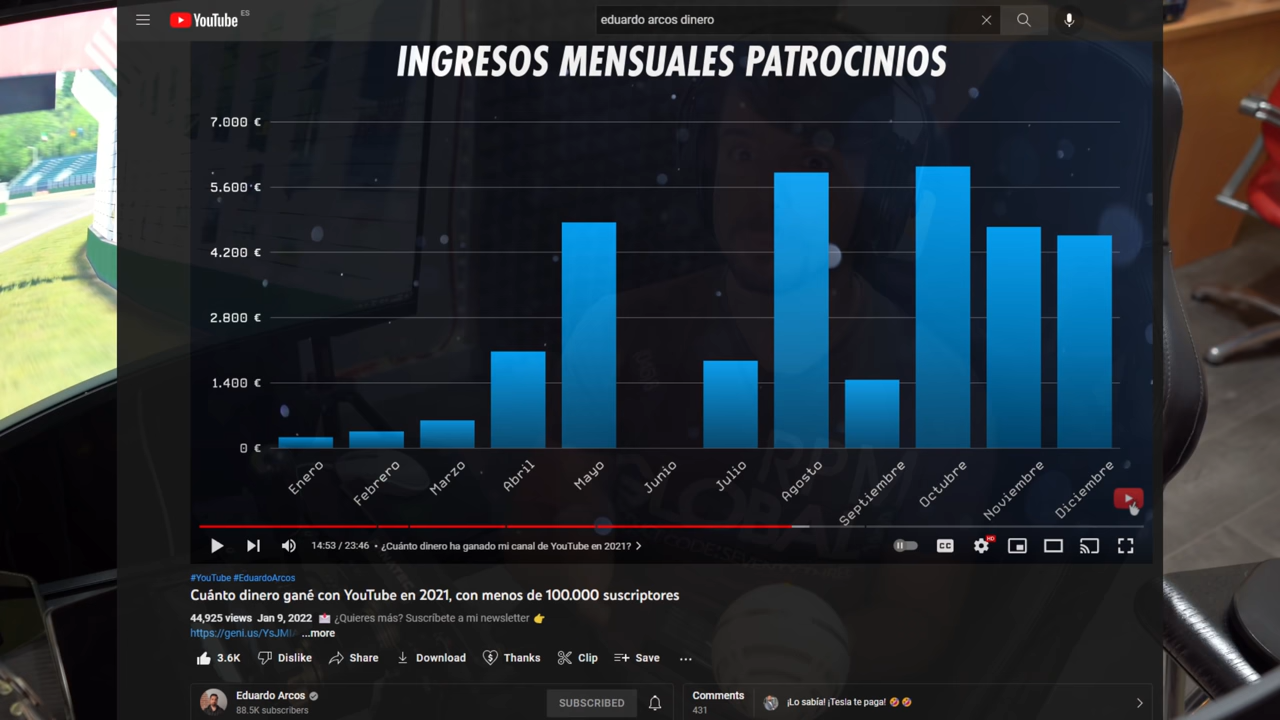 YouTube ES
eduardo arcos dinero
INGRESOS MENSUALES PATROCINIOS
7.000 €
5.600 €
4.200 €
2.800 €
1.400 €
0 €
Enero
Febrero
Marzo
Abril
Mayo
Junio
Julio
Agosto
Septiembre
Octubre
Noviembre
Diciembre
14:53 / 23:46 • ¿Cuánto dinero ha ganado mi canal de YouTube en 2021?
CC
HD
#YouTube #EduardoArcos
Cuánto dinero gané con YouTube en 2021, con menos de 100.000 suscriptores
44,925 views Jan 9, 2022 💌 ¿Quieres más? Suscríbete a mi newsletter 👉
...more
3.6K Dislike Share Download Thanks Clip Save ...
Eduardo Arcos
88.5K subscribers
SUBSCRIBED
Comments
431
¡Lo sabía! ¡Tesla te paga! 🤣🤣